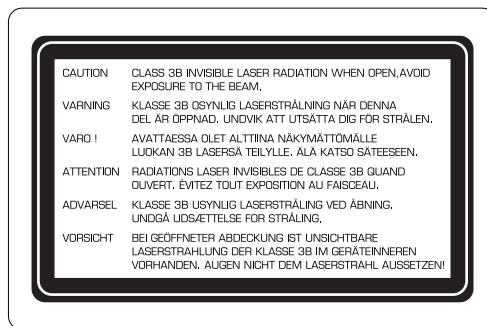 CAUTION CLASS 3B INVISIBLE LASER RADIATION WHEN OPEN,AVOID
EXPOSURE TO THE BEAM,
VARNING KLASSE 3B OSYNLIG LASERSTRÅLNING NÄR DENNA
DEL ÄR ÖPPNAD. UNDVIK ATT UTSÄTTA DIG FÖR STRÅLEN.
VARO ! AVATTAESSA OLET ALTTIINA NÄKYMÄTTÖMÄLLE
LUOKAN 3B LASERSÄ TEILYLLE. ÄLÄ KATSO SÄTEESEEN.
ATTENTION RADIATIONS LASER INVISIBLES DE CLASSE 3B QUAND
OUVERT. ÉVITEZ TOUT EXPOSITION AU FAISCEAU.
ADVARSEL KLASSE 3B USYNLIG LASERSTRÅLING VED ÅBNING.
UNDGÅ UDSÆTTELSE FOR STRÅLING,
VORSICHT BEI GEÖFFNETER ABDECKUNG IST UNSICHTBARE
LASERSTRAHLUNG DER KLASSE 3B IM GERÄTEINNEREN
VORHANDEN. AUGEN NICHT DEM LASERSTRAHL AUSSETZEN!